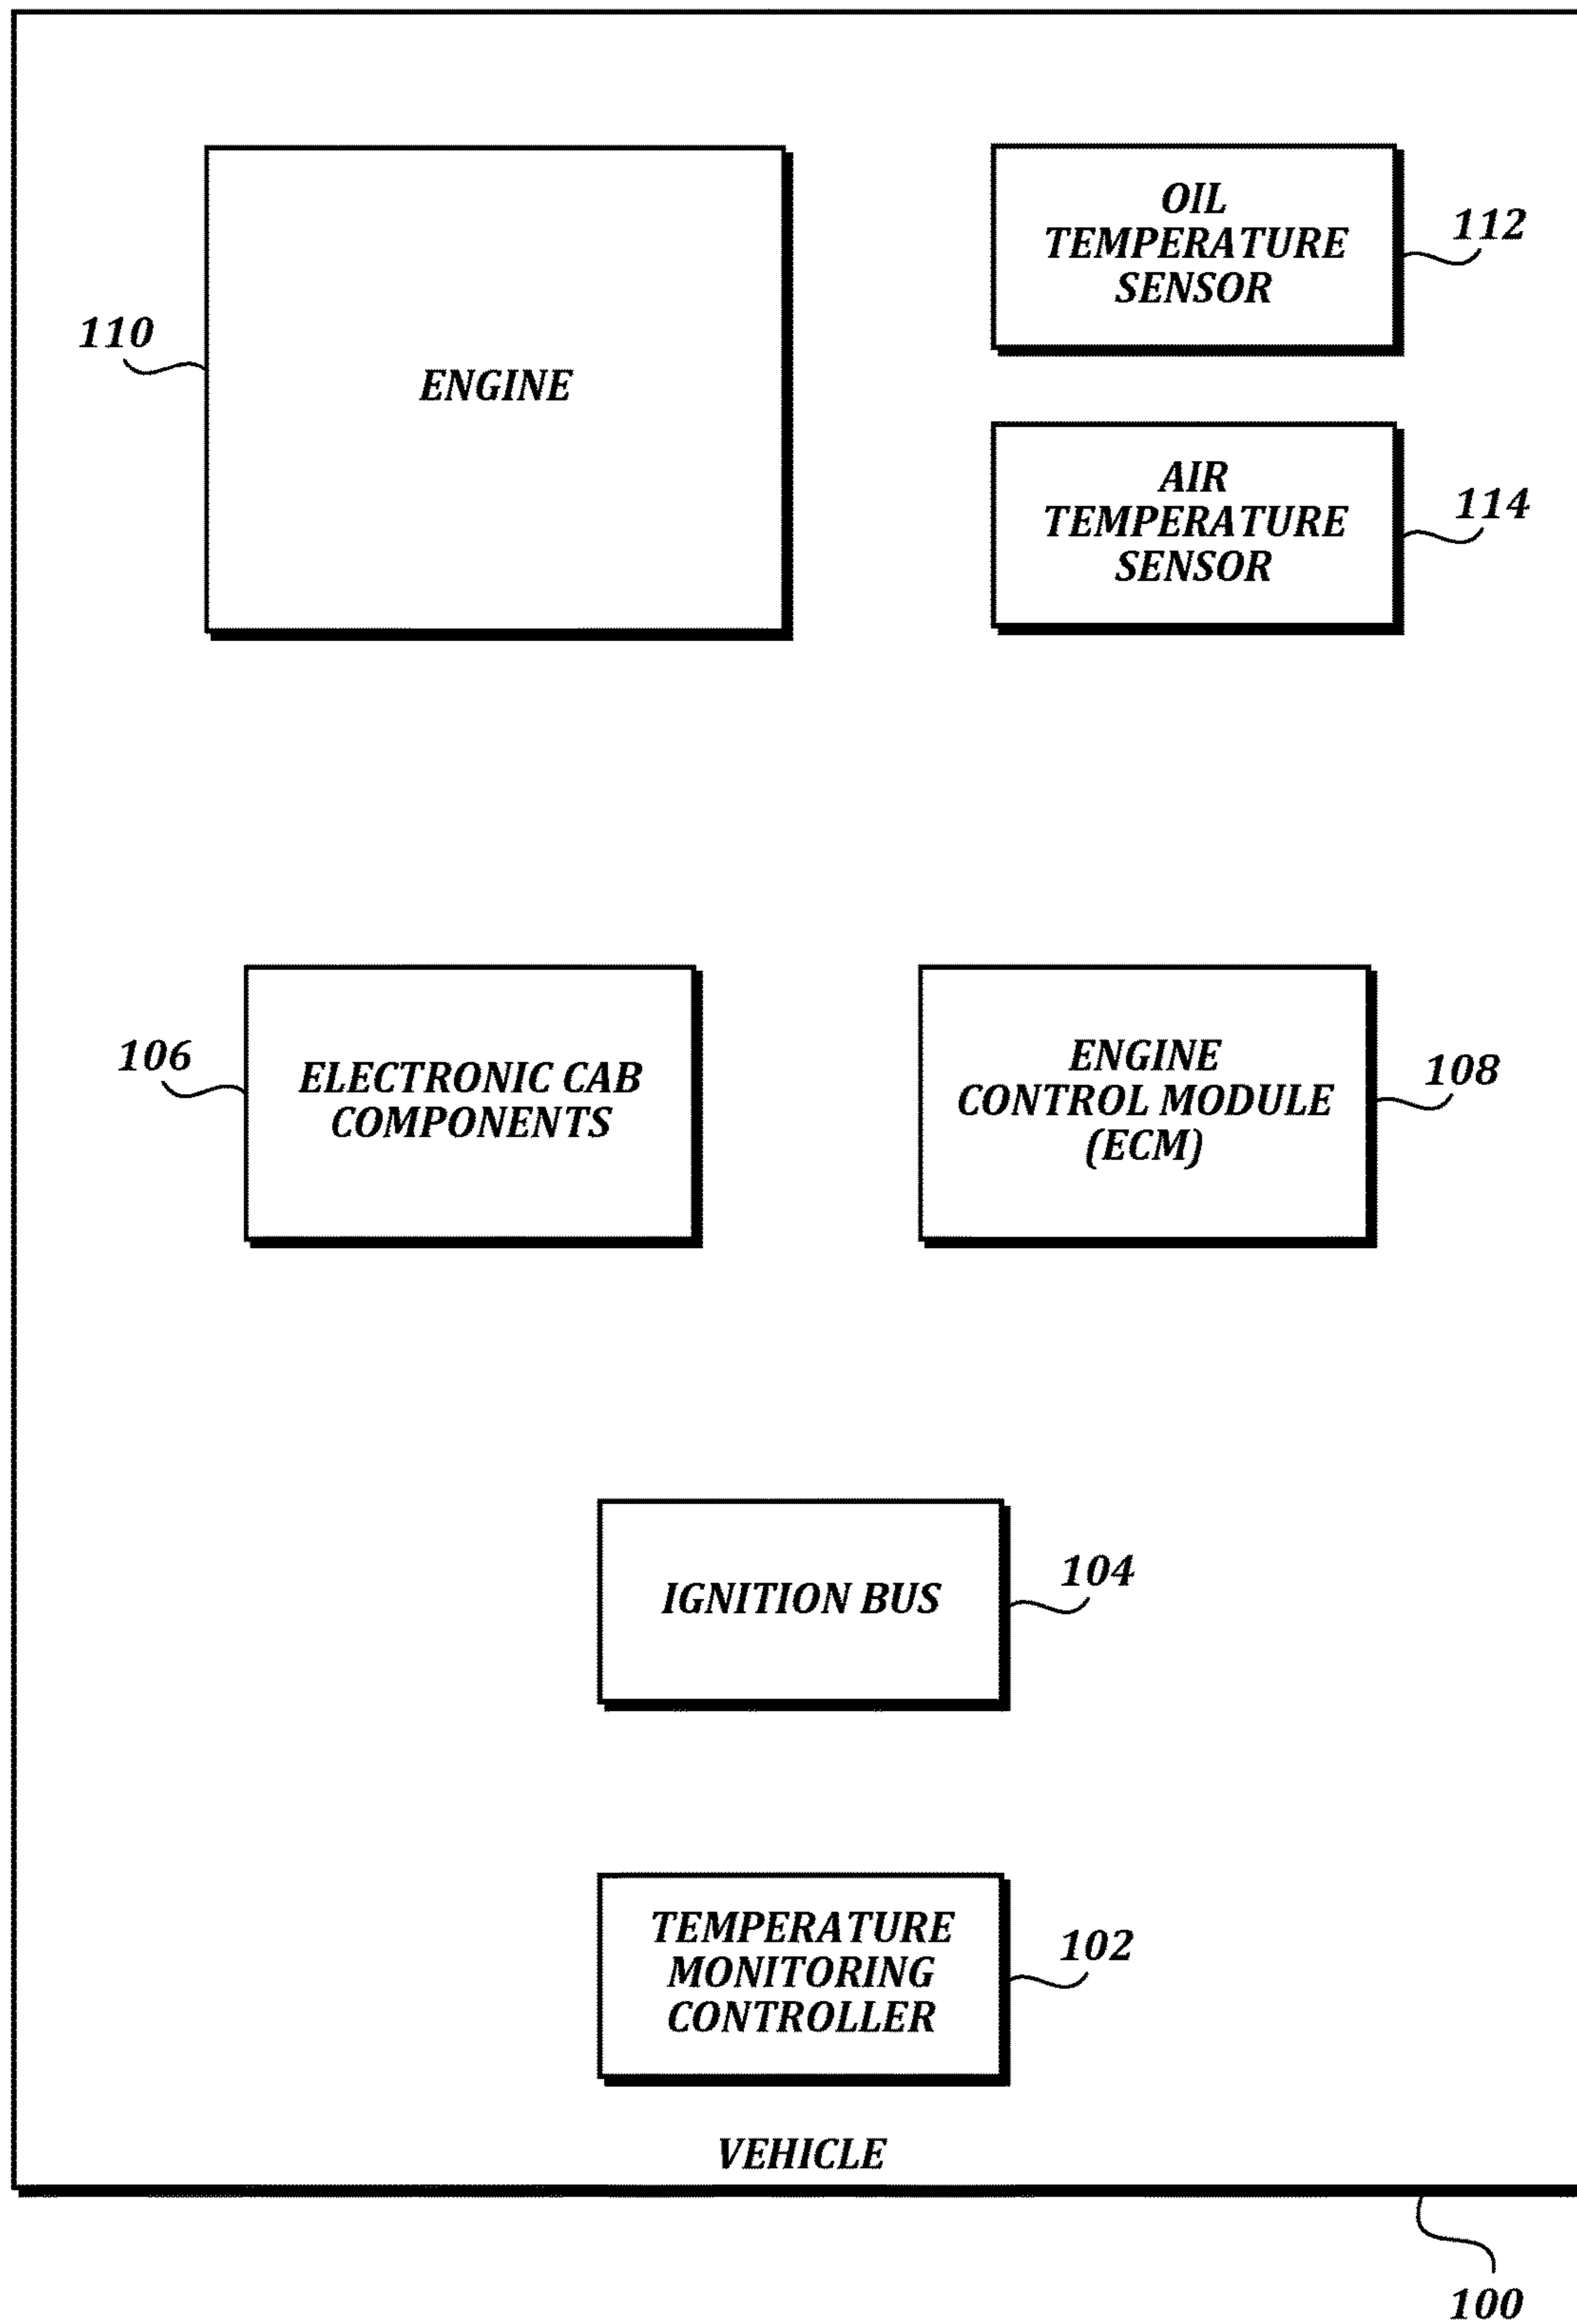 110
ENGINE
OIL
TEMPERATURE
SENSOR
112
AIR
TEMPERATURE
SENSOR
114
106
ELECTRONIC CAB
COMPONENTS
ENGINE
CONTROL MODULE
(ECM)
108
IGNITION BUS
104
TEMPERATURE
MONITORING
CONTROLLER
102
VEHICLE
100